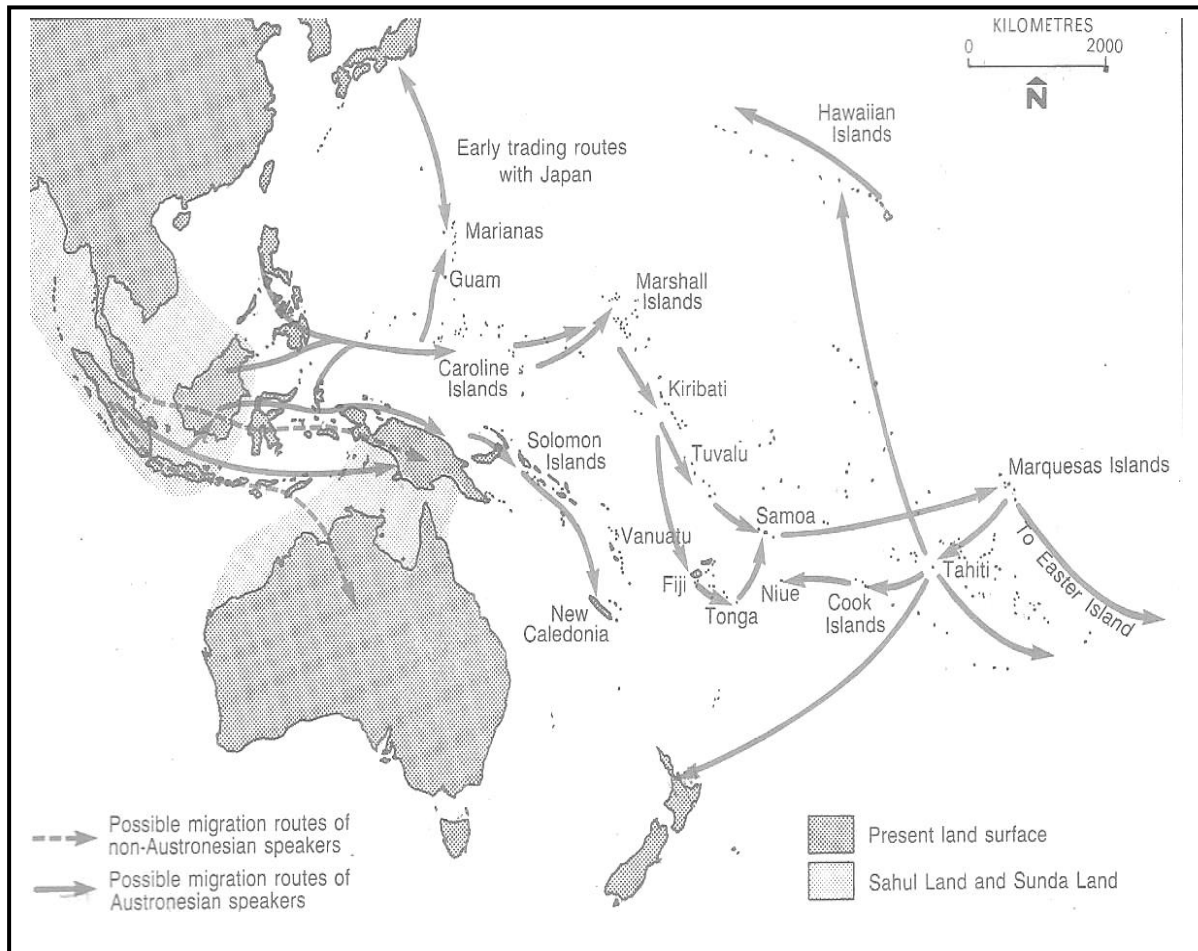 KILOMETRES
0 2000
N
Hawaiian
Islands
Early trading routes
with Japan
Marianas
Guam
Marshall
Islands
Caroline
Islands
Kiribati
Solomon
Islands
Tuvalu
Marquesas Islands
Samoa
Vanuatu
To Easter Island
Fiji
Tonga
Niue
Cook
Islands
Tahiti
New
Caledonia
Possible migration routes of
non-Austronesian speakers
Possible migration routes of
Austronesian speakers
Present land surface
Sahul Land and Sunda Land